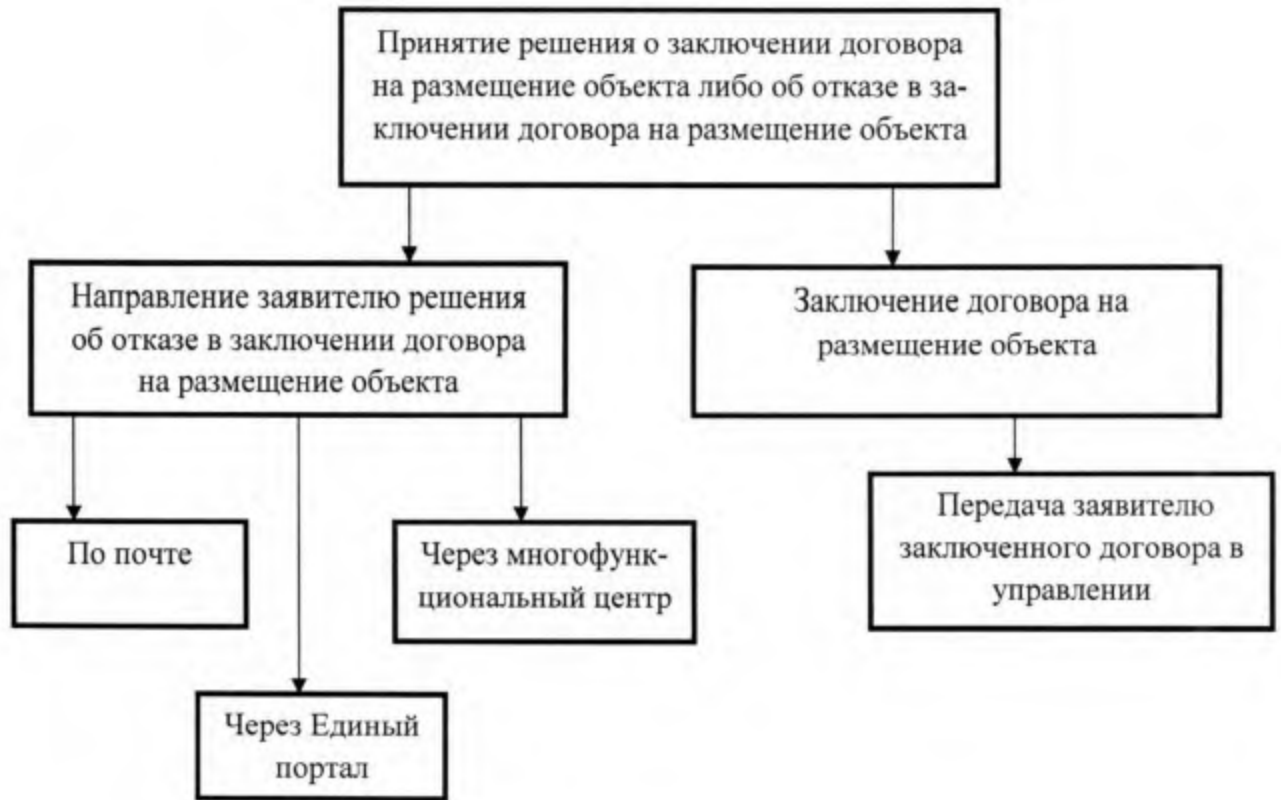 Принятие решения о заключении договора
на размещение объекта либо об отказе в за-
ключении договора на размещение объекта
Направление заявителю решения
об отказе в заключении договора
на размещение объекта
Заключение договора на
размещение объекта
По почте
Через многофунк-
циональный центр
Передача заявителю
заключенного договора в
управлении
Через Единый
портал